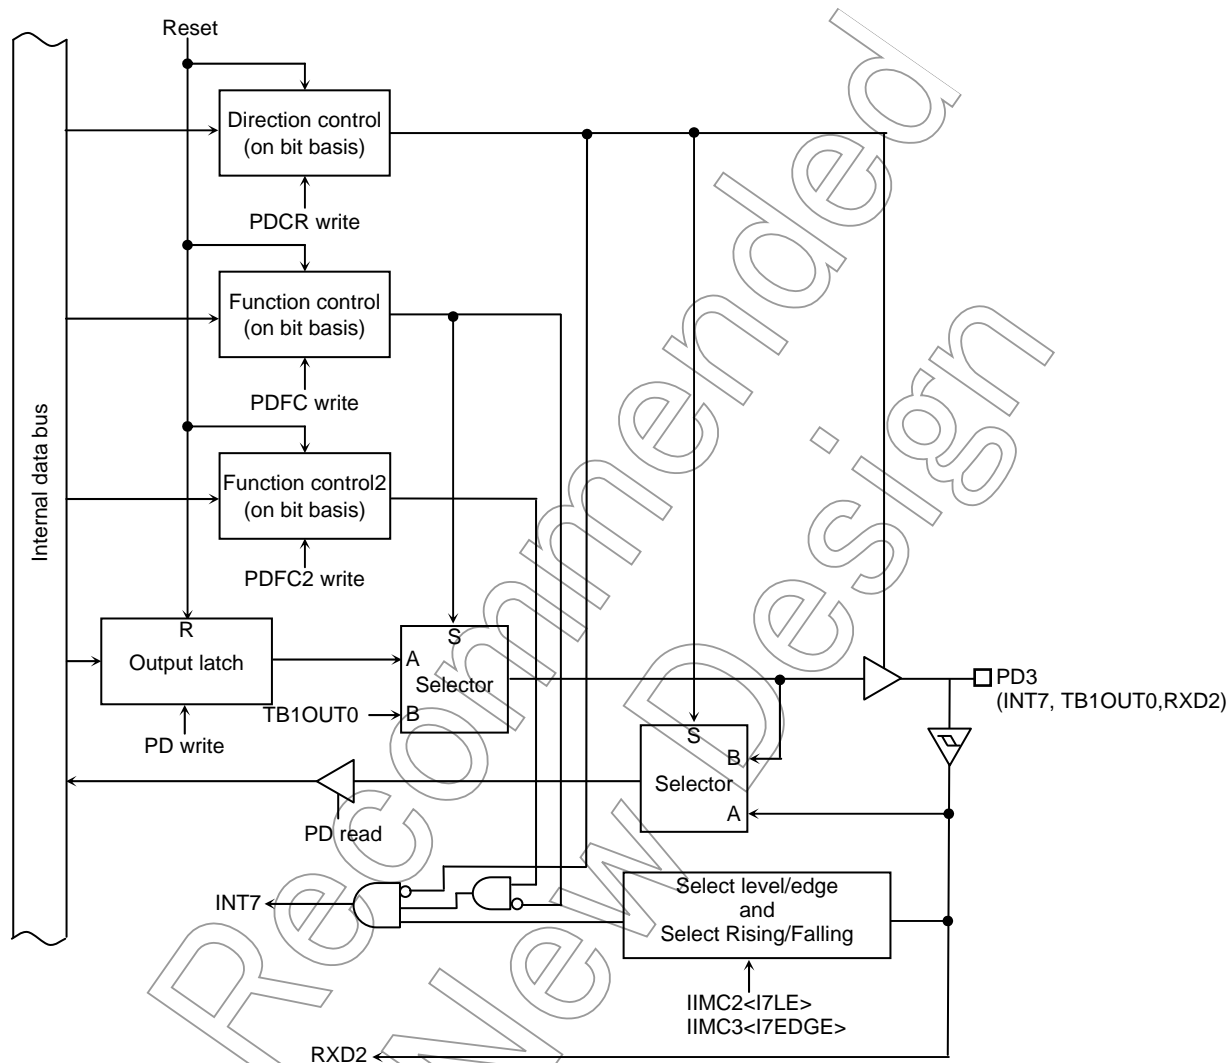 Reset
Direction control
(on bit basis)
PDCR write
Function control
(on bit basis)
PDFC write
Function control2
(on bit basis)
PDFC2 write
Internal data bus
R
Output latch
PD write
S
A
Selector
TB1OUT0
B
PD3
(INT7, TB1OUT0,RXD2)
S
B
Selector
A
PD read
INT7
Select level/edge
and
Select Rising/Falling
IIMC2<I7LE>
IIMC3<I7EDGE>
RXD2
Recommended
New Design